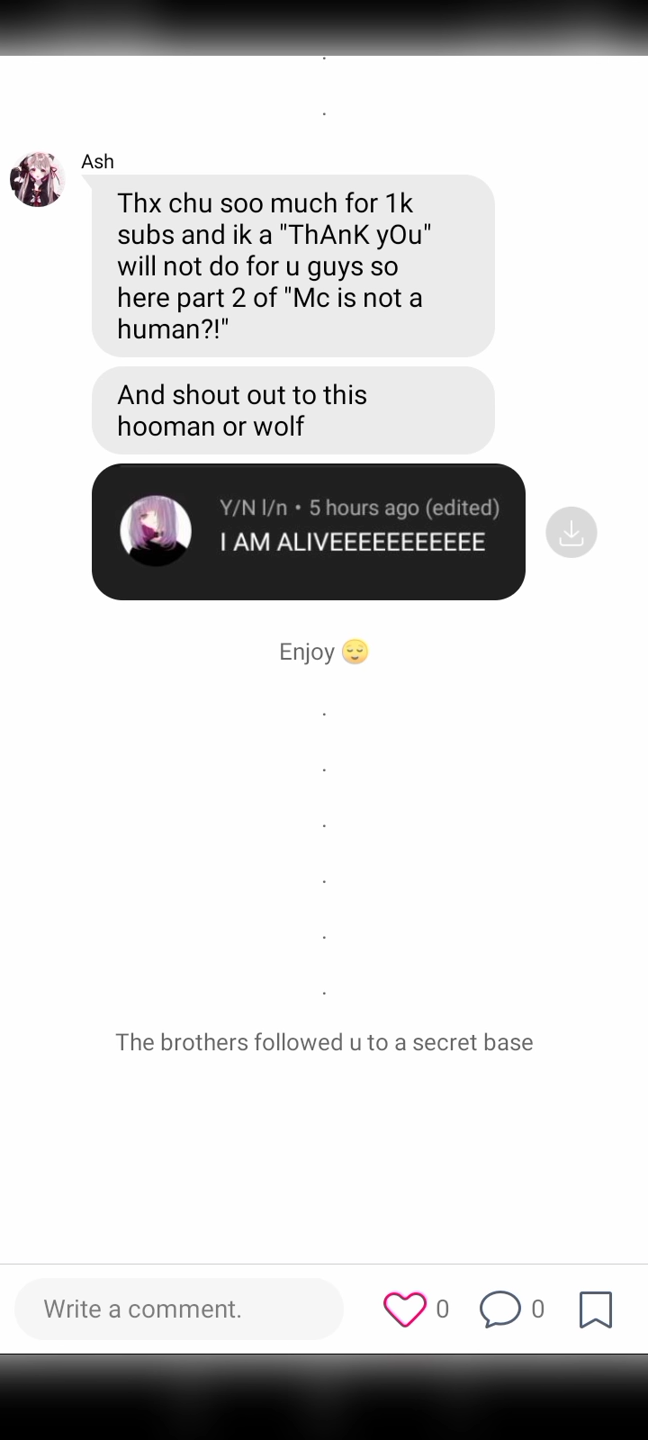 .
.
Ash
Thx chu soo much for 1k
subs and ik a "ThAnK yOu"
will not do for u guys so
here part 2 of "Mc is not a
human?!"
And shout out to this
hooman or wolf
Y/N l/n • 5 hours ago (edited)
I AM ALIVEEEEEEEEEEE
Enjoy 😌
.
.
.
.
.
.
The brothers followed u to a secret base
Write a comment.
0
0